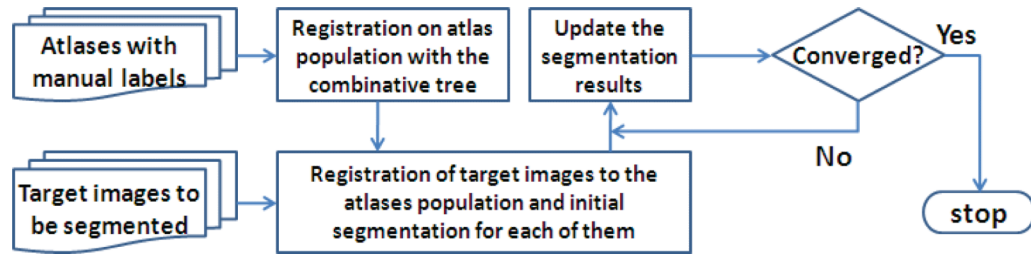 Atlases with
manual labels
Registration on atlas
population with the
combinative tree
Update the
segmentation
results
Converged?
Yes
No
Target images to
be segmented
Registration of target images to the
atlases population and initial
segmentation for each of them
stop